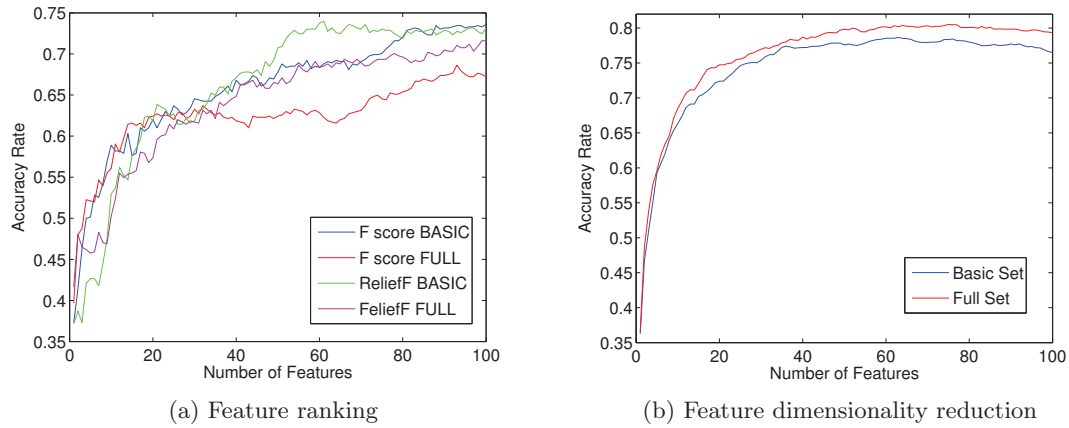 0.75
0.7
0.65
0.6
0.55
0.5
0.45
0.4
0.35
0 20 40 60 80 100
Accuracy Rate
Number of Features
F score BASIC
F score FULL
ReliefF BASIC
FeliefF FULL
(a) Feature ranking
0.8
0.75
0.7
0.65
0.6
0.55
0.5
0.45
0.4
0.35
0 20 40 60 80 100
Accuracy Rate
Number of Features
Basic Set
Full Set
(b) Feature dimensionality reduction